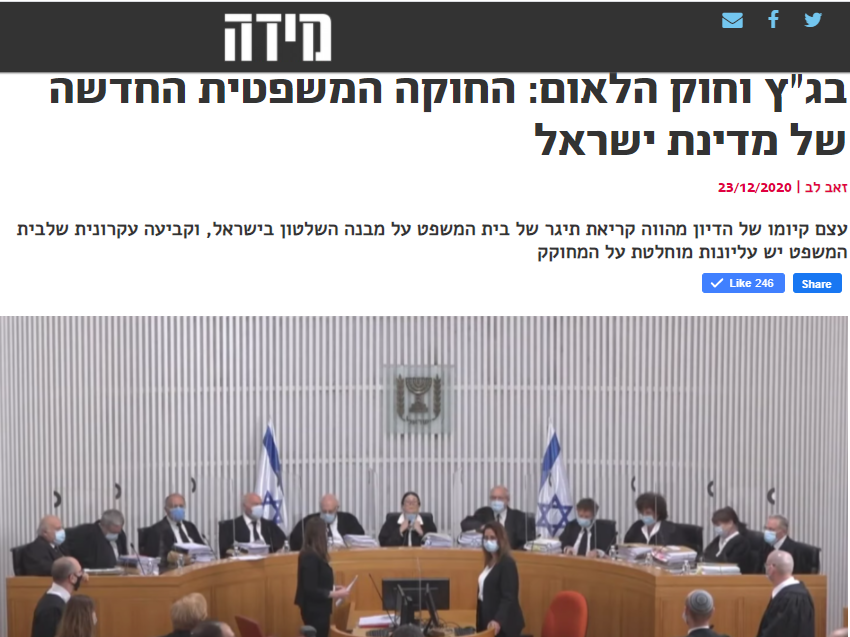 מידה
בג"ץ וחוק הלאום: החוקה המשפטית החדשה
של מדינת ישראל
זאב לב | 23/12/2020
עצם קיומו של הדיון מהווה קריאת תיגר של בית המשפט על מבנה השלטון בישראל, וקביעה עקרונית שלבית
המשפט יש עליונות מוחלטת על המחוקק
Like 246 Share